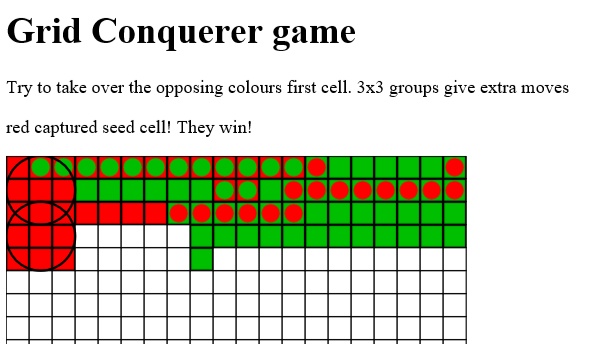 Grid Conquerer game
Try to take over the opposing colours first cell. 3x3 groups give extra moves
red captured seed cell! They win!